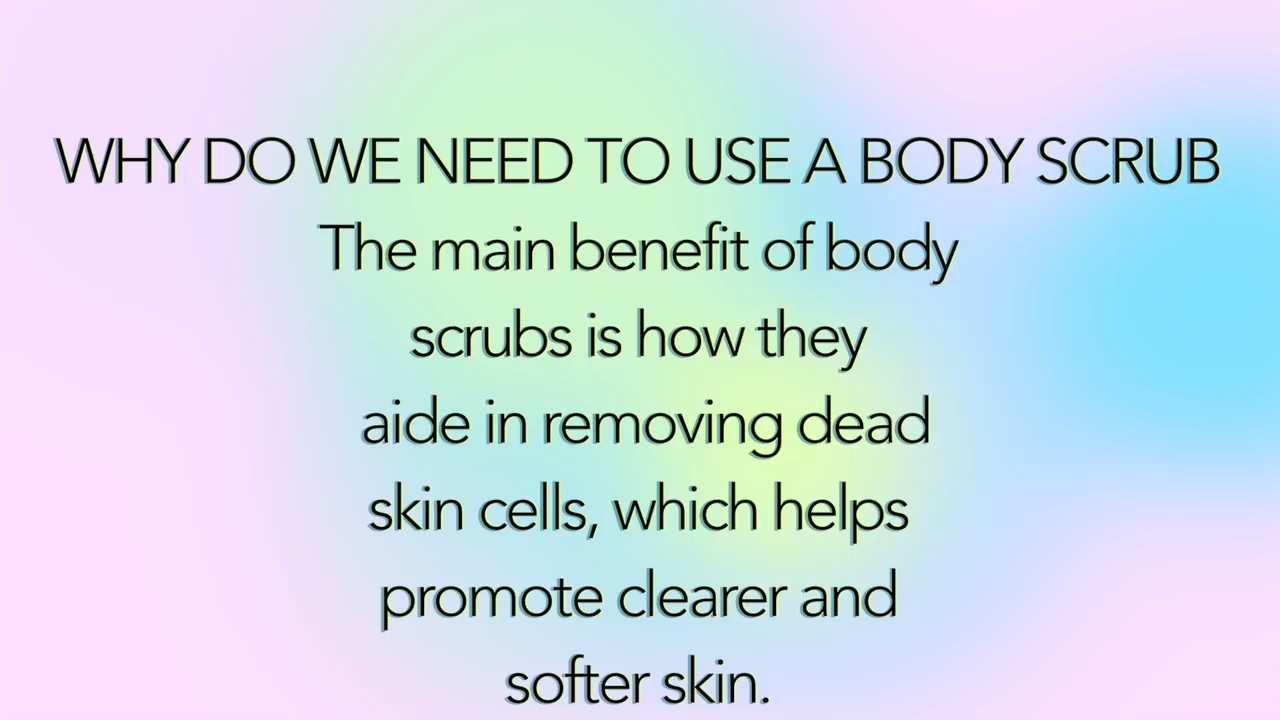 WHY DO WE NEED TO USE A BODY SCRUB
The main benefit of body
scrubs is how they
aide in removing dead
skin cells, which helps
promote clearer and
softer skin.